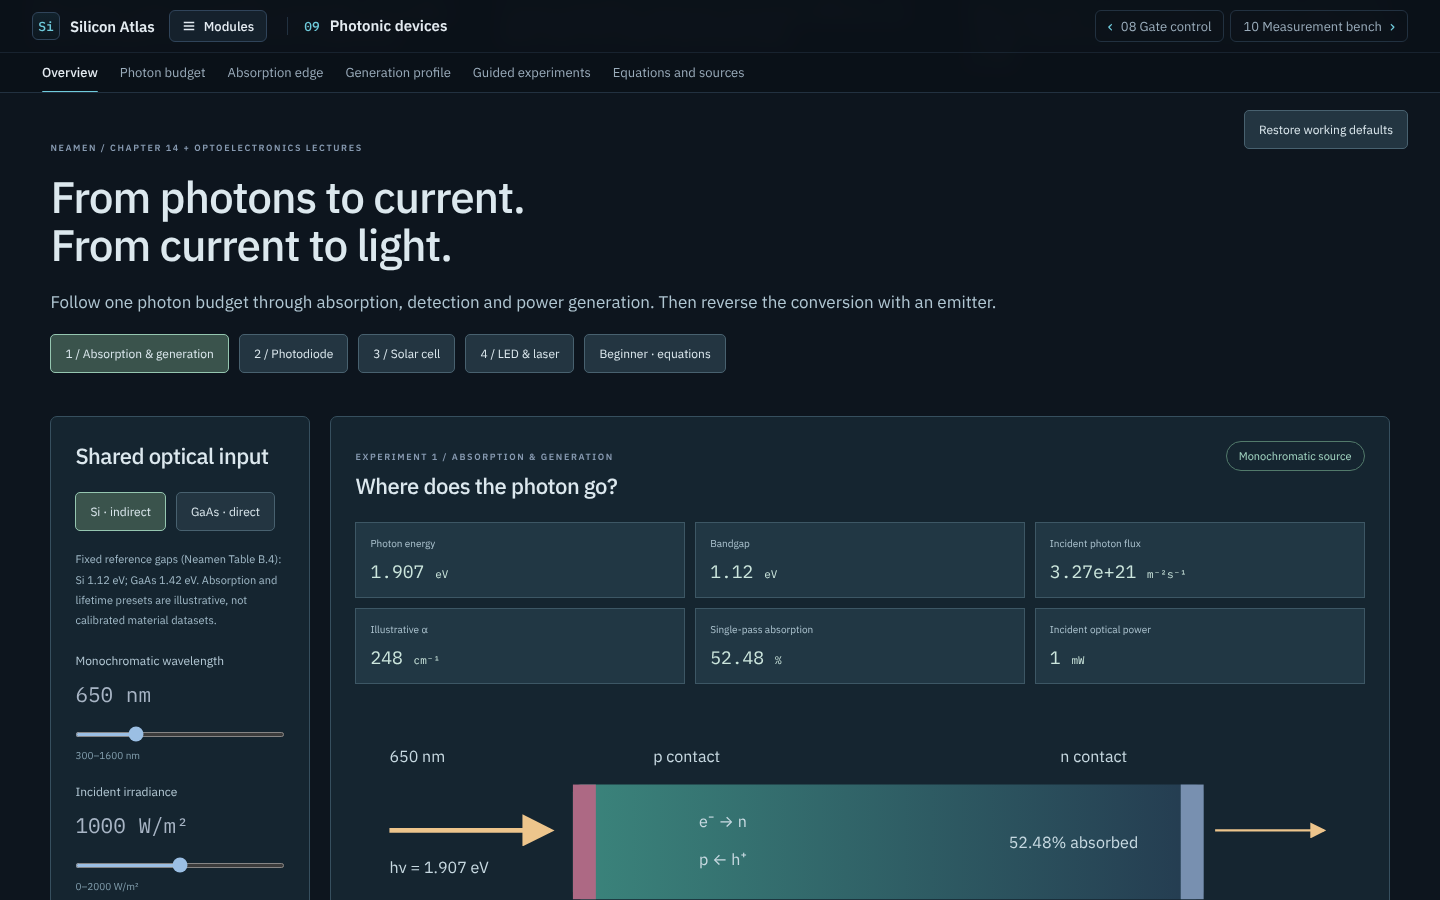 Si Silicon Atlas Modules 09 Photonic devices 08 Gate control 10 Measurement bench
Overview Photon budget Absorption edge Generation profile Guided experiments Equations and sources
Restore working defaults
NEAMEN / CHAPTER 14 + OPTOELECTRONICS LECTURES
From photons to current.
From current to light.
Follow one photon budget through absorption, detection and power generation. Then reverse the conversion with an emitter.
1 / Absorption & generation 2 / Photodiode 3 / Solar cell 4 / LED & laser Beginner · equations
Shared optical input
Si · indirect GaAs · direct
Fixed reference gaps (Neamen Table B.4):
Si 1.12 eV; GaAs 1.42 eV. Absorption and
lifetime presets are illustrative, not
calibrated material datasets.
Monochromatic wavelength
650 nm
300–1600 nm
Incident irradiance
1000 W/m²
0–2000 W/m²
EXPERIMENT 1 / ABSORPTION & GENERATION
Monochromatic source
Where does the photon go?
Photon energy
1.907 eV
Bandgap
1.12 eV
Incident photon flux
3.27e+21 m⁻²s⁻¹
Illustrative α
248 cm⁻¹
Single-pass absorption
52.48 %
Incident optical power
1 mW
650 nm p contact n contact
e⁻ → n
p ← h⁺
52.48% absorbed
hν = 1.907 eV